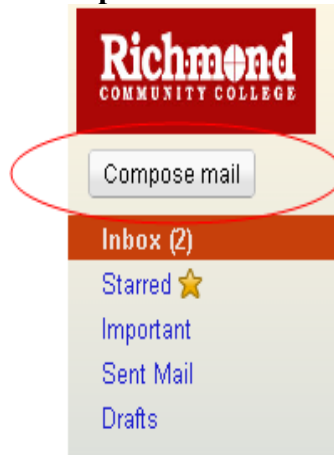 Richmond
COMMUNITY COLLEGE
Compose mail
Inbox (2)
Starred
Important
Sent Mail
Drafts